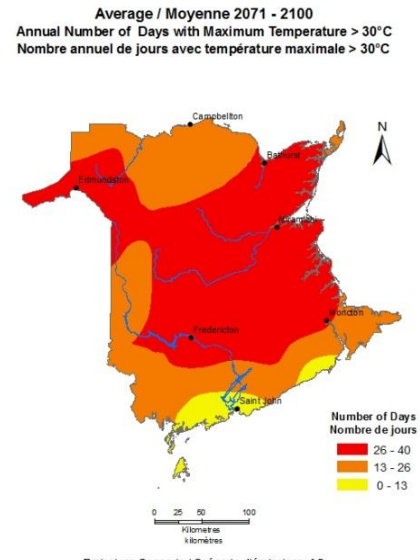 Average / Moyenne 2071 - 2100
Annual Number of Days with Maximum Temperature > 30°C
Nombre annuel de jours avec température maximale > 30°C
Campbellton
N
Bathurst
Edmundston
Miramichi
Moncton
Fredericton
Saint John
Number of Days
Nombre de jours
26 - 40
13 - 26
0 - 13
0 25 50 100
Kilometres
kilomètres